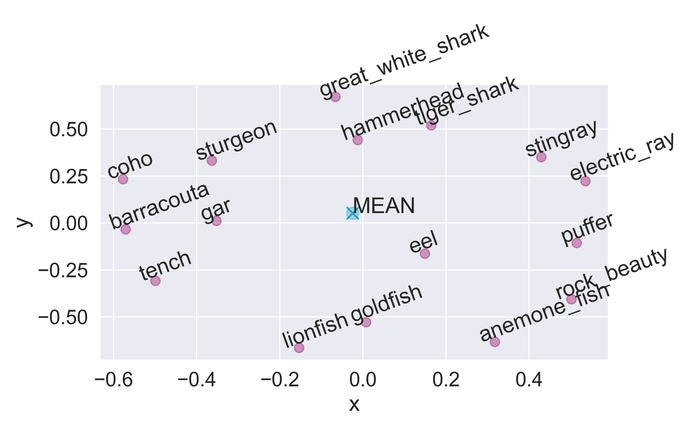 great_white_shark
hammerhead
tiger_shark
sturgeon
stingray
coho
electric_ray
barracouta
gar
MEAN
puffer
eel
tench
rock_beauty
lionfish
goldfish
anemone_fish
0.50
0.25
0.00
−0.25
−0.50
y
−0.6 −0.4 −0.2 0.0 0.2 0.4
x